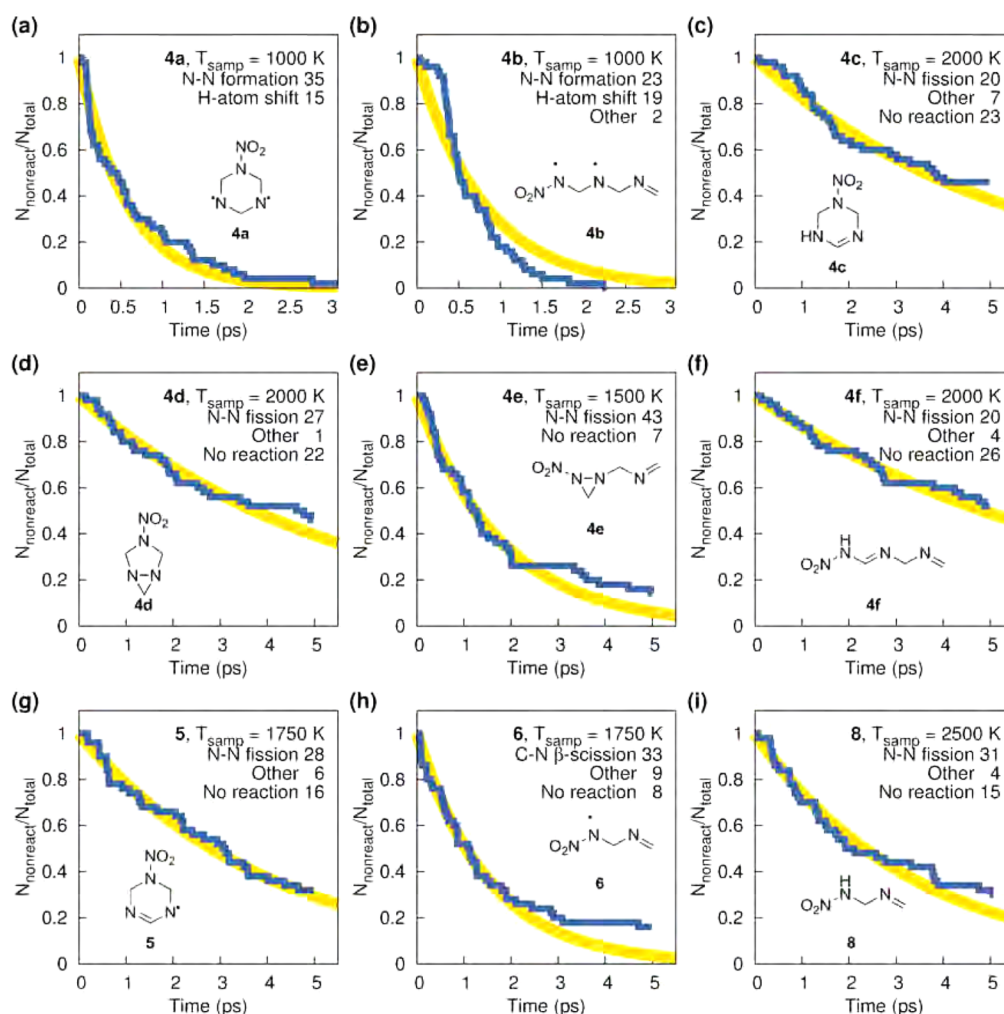 (a)
N_nonreact/N_total
1
0.8
0.6
0.4
0.2
0
4a, T_samp = 1000 K
N-N formation 35
H-atom shift 15
NO2
N
N N
4a
0.5 1 1.5 2 2.5 3
Time (ps)
(b)
N_nonreact/N_total
1
0.8
0.6
0.4
0.2
0
4b, T_samp = 1000 K
N-N formation 23
H-atom shift 19
Other 2
O2N N N N
4b
0 0.5 1 1.5 2 2.5 3
Time (ps)
(c)
N_nonreact/N_total
1
0.8
0.6
0.4
0.2
0
4c, T_samp = 2000 K
N-N fission 20
Other 7
No reaction 23
NO2
N
HN N
4c
0 1 2 3 4 5
Time (ps)
(d)
N_nonreact/N_total
1
0.8
0.6
0.4
0.2
0
4d, T_samp = 2000 K
N-N fission 27
Other 1
No reaction 22
NO2
N
N N
4d
0 1 2 3 4 5
Time (ps)
(e)
N_nonreact/N_total
1
0.8
0.6
0.4
0.2
0
4e, T_samp = 1500 K
N-N fission 43
No reaction 7
O2N N N N
4e
0 1 2 3 4 5
Time (ps)
(f)
N_nonreact/N_total
1
0.8
0.6
0.4
0.2
0
4f, T_samp = 2000 K
N-N fission 20
Other 4
No reaction 26
H
O2N N N N
4f
0 1 2 3 4 5
Time (ps)
(g)
N_nonreact/N_total
1
0.8
0.6
0.4
0.2
0
5, T_samp = 1750 K
N-N fission 28
Other 6
No reaction 16
NO2
N
N N
5
0 1 2 3 4 5
Time (ps)
(h)
N_nonreact/N_total
1
0.8
0.6
0.4
0.2
0
6, T_samp = 1750 K
C-N β-scission 33
Other 9
No reaction 8
O2N N N
6
0 1 2 3 4 5
Time (ps)
(i)
N_nonreact/N_total
1
0.8
0.6
0.4
0.2
0
8, T_samp = 2500 K
N-N fission 31
Other 4
No reaction 15
H
O2N N N
8
0 1 2 3 4 5
Time (ps)